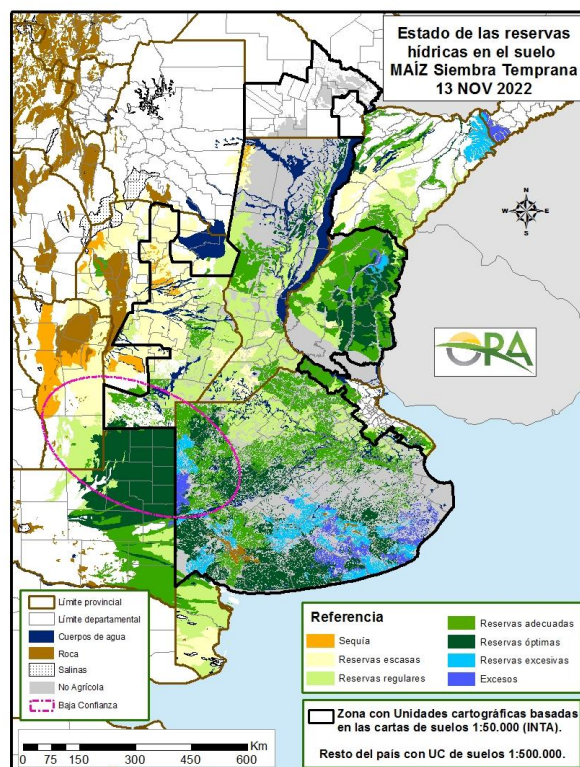 Estado de las reservas
hídricas en el suelo
MAÍZ Siembra Temprana
13 NOV 2022
N
W
E
S
ORA
Límite provincial
Límite departamental
Cuerpos de agua
Roca
Salinas
No Agrícola
Baja Confianza
Km
0 75 150 300 450 600
Referencia
Sequía
Reservas escasas
Reservas regulares
Reservas adecuadas
Reservas óptimas
Reservas excesivas
Excesos
Zona con Unidades cartográficas basadas
en las cartas de suelos 1:50.000 (INTA).
Resto del país con UC de suelos 1:500.000.